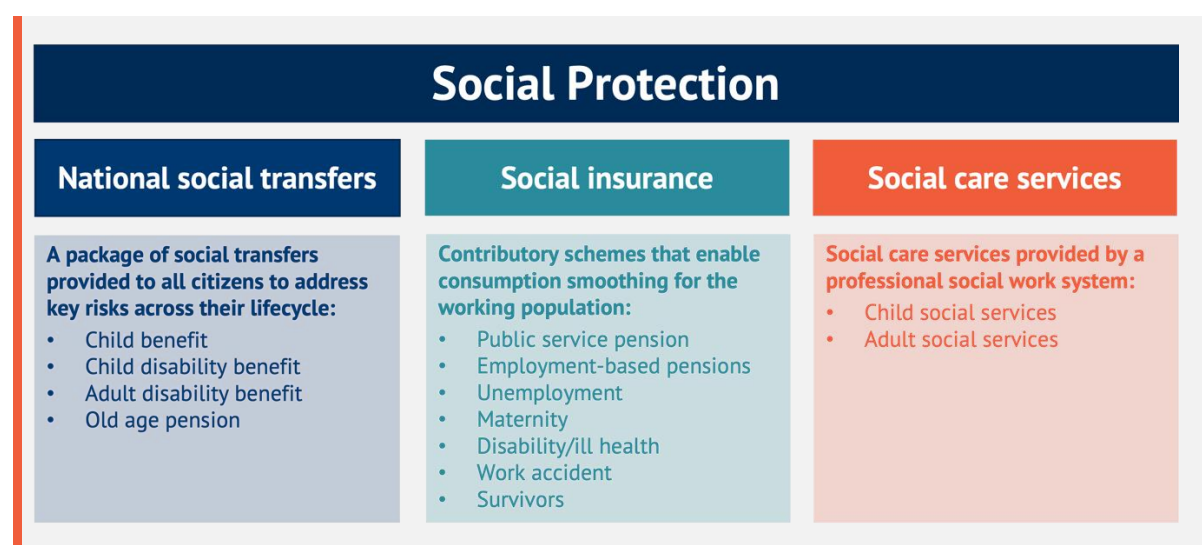 Social Protection
National social transfers
A package of social transfers
provided to all citizens to address
key risks across their lifecycle:
• Child benefit
• Child disability benefit
• Adult disability benefit
• Old age pension
Social insurance
Contributory schemes that enable
consumption smoothing for the
working population:
• Public service pension
• Employment-based pensions
• Unemployment
• Maternity
• Disability/ill health
• Work accident
• Survivors
Social care services
Social care services provided by a
professional social work system:
• Child social services
• Adult social services